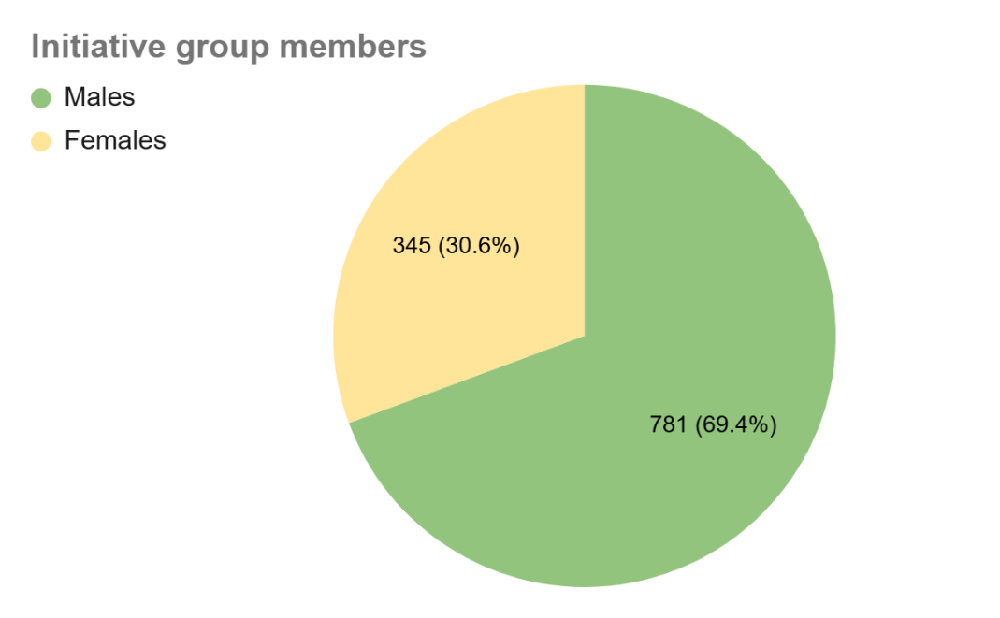 Initiative group members
Males
Females
345 (30.6%)
781 (69.4%)